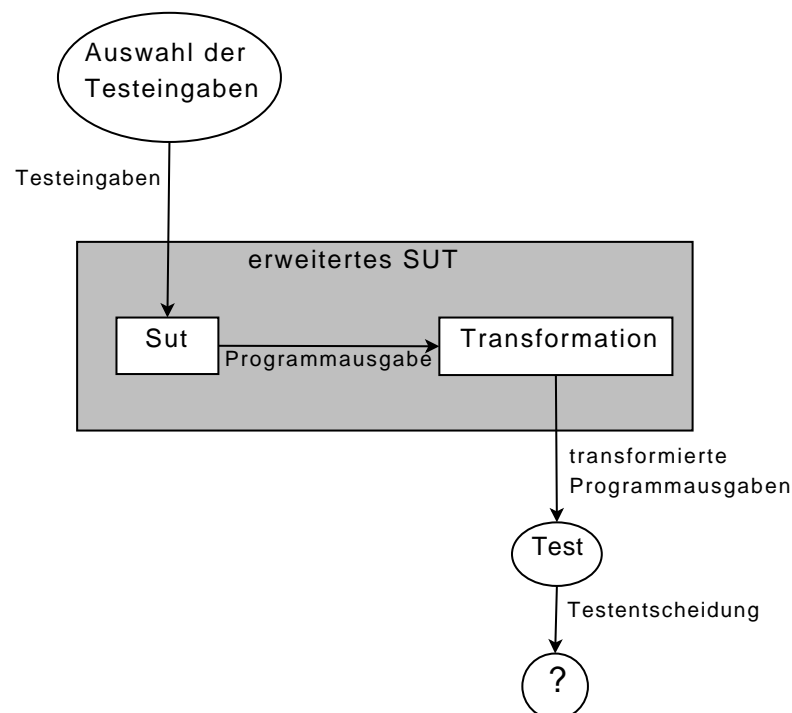 Auswahl der
Testeingaben
Testeingaben
erweitertes SUT
Sut
Programmausgabe
Transformation
transformierte
Programmausgaben
Test
Testentscheidung
?